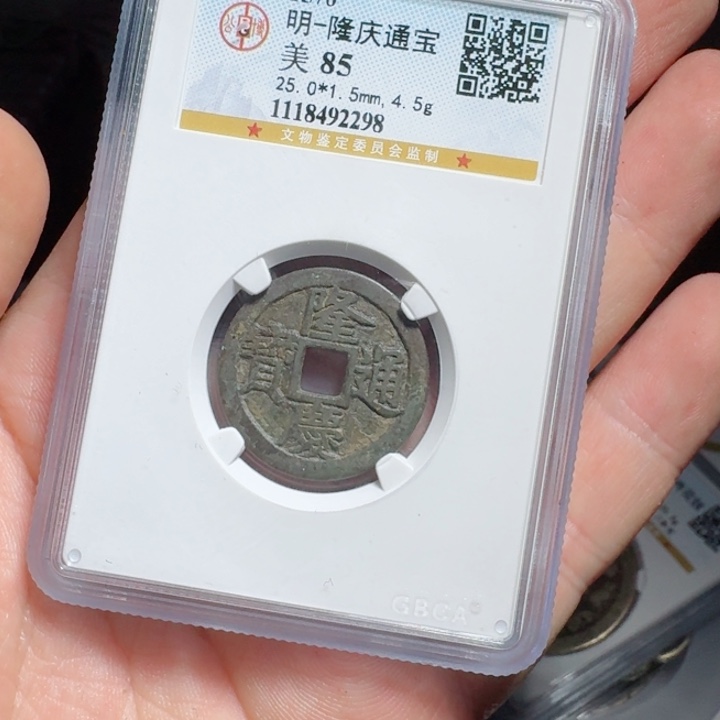 明-隆庆通宝
美 85
25.0*1.5mm, 4.5g
1118492298
★ 文物鉴定委员会监制 ★
隆
寶 通
慶
GBCA